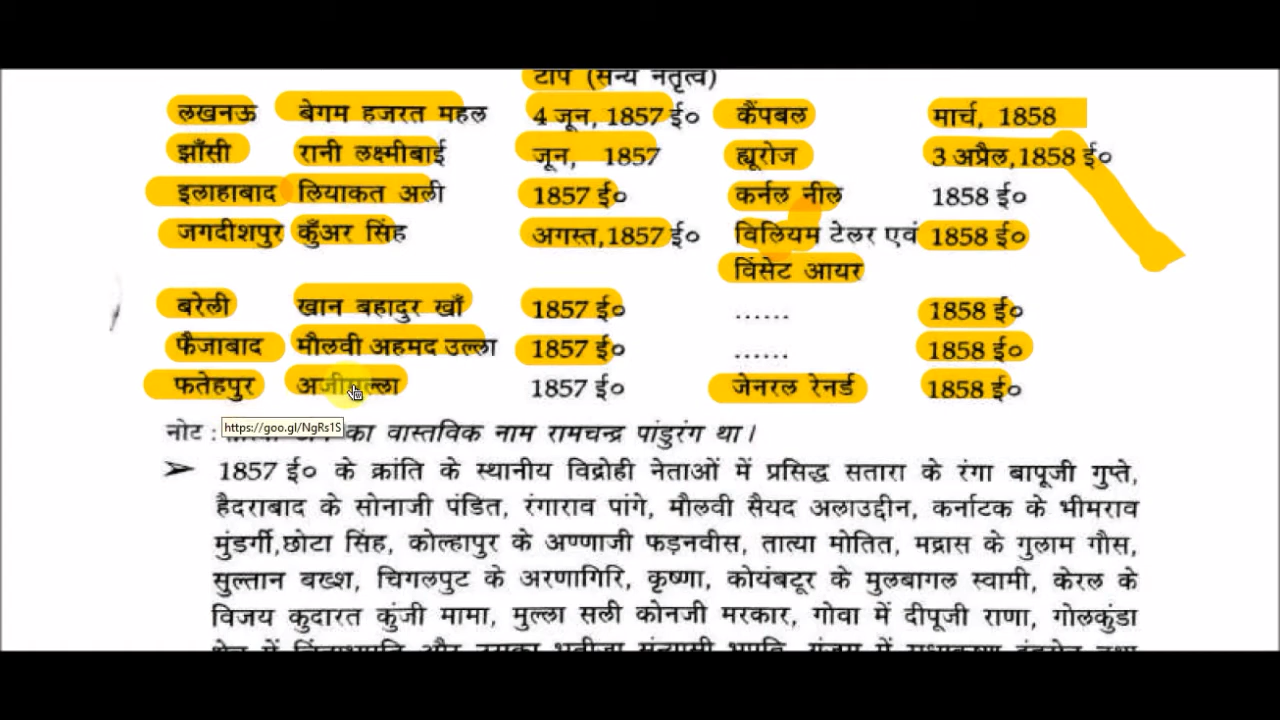 टोपे (सैन्य नेतृत्व)
लखनऊ बेगम हजरत महल 4 जून, 1857 ई० कैंपबल मार्च, 1858
झाँसी रानी लक्ष्मीबाई जून, 1857 ह्यूरोज 3 अप्रैल,1858 ई०
इलाहाबाद लियाकत अली 1857 ई० कर्नल नील 1858 ई०
जगदीशपुर कुँअर सिंह अगस्त,1857 ई० विलियम टेलर एवं 1858 ई०
विंसेट आयर
बरेली खान बहादुर खाँ 1857 ई० ...... 1858 ई०
फैजाबाद मौलवी अहमद उल्ला 1857 ई० ...... 1858 ई०
फतेहपुर अजीमुल्ला 1857 ई० जेनरल रेनर्ड 1858 ई०
https://goo.gl/NgRs1S
नोट : का वास्तविक नाम रामचन्द्र पांडुरंग था।
➢ 1857 ई० के क्रांति के स्थानीय विद्रोही नेताओं में प्रसिद्ध सतारा के रंगा बापूजी गुप्ते,
हैदराबाद के सोनाजी पंडित, रंगाराव पांगे, मौलवी सैयद अलाउद्दीन, कर्नाटक के भीमराव
मुंडर्गी,छोटा सिंह, कोल्हापुर के अण्णाजी फड़नवीस, तात्या मोतित, मद्रास के गुलाम गौस,
सुल्तान बख्श, चिंगलपुट के अरणागिरि, कृष्णा, कोयंबटूर के मुलबागल स्वामी, केरल के
विजय कुदारत कुंजी मामा, मुल्ला सली कोनजी मरकार, गोवा में दीपूजी राणा, गोलकुंडा